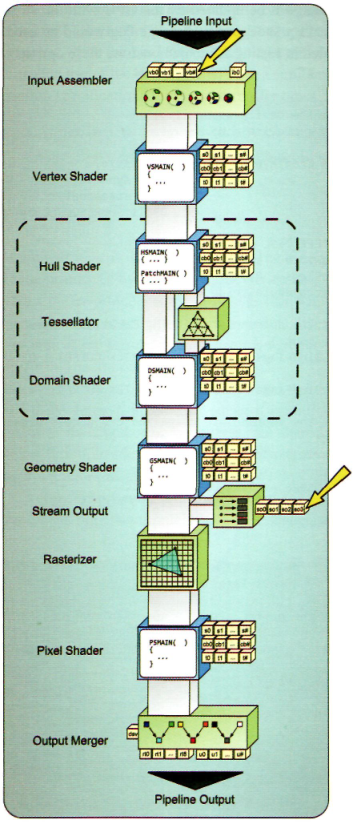 Pipeline Input
vb0 vb1 ... vb# ib0
Input Assembler
Vertex Shader
VSMAIN( )
{
...
}
s0 s1 ... s#
cb0 cb1 ... cb#
t0 t1 ... t#
Hull Shader
HSMAIN( )
{ ... }
PatchMAIN( )
{ ... }
s0 s1 ... s#
cb0 cb1 ... cb#
t0 t1 ... t#
Tessellator
Domain Shader
DSMAIN( )
{
...
}
s0 s1 ... s#
cb0 cb1 ... cb#
t0 t1 ... t#
Geometry Shader
GSMAIN( )
{
...
}
s0 s1 ... s#
cb0 cb1 ... cb#
t0 t1 ... t#
Stream Output
so0 so1 so2 so3
Rasterizer
Pixel Shader
PSMAIN( )
{
...
}
s0 s1 ... s#
cb0 cb1 ... cb#
t0 t1 ... t#
Output Merger
dsv
rt0 rt1 ... rt8 u0 u1 ... u#
Pipeline Output